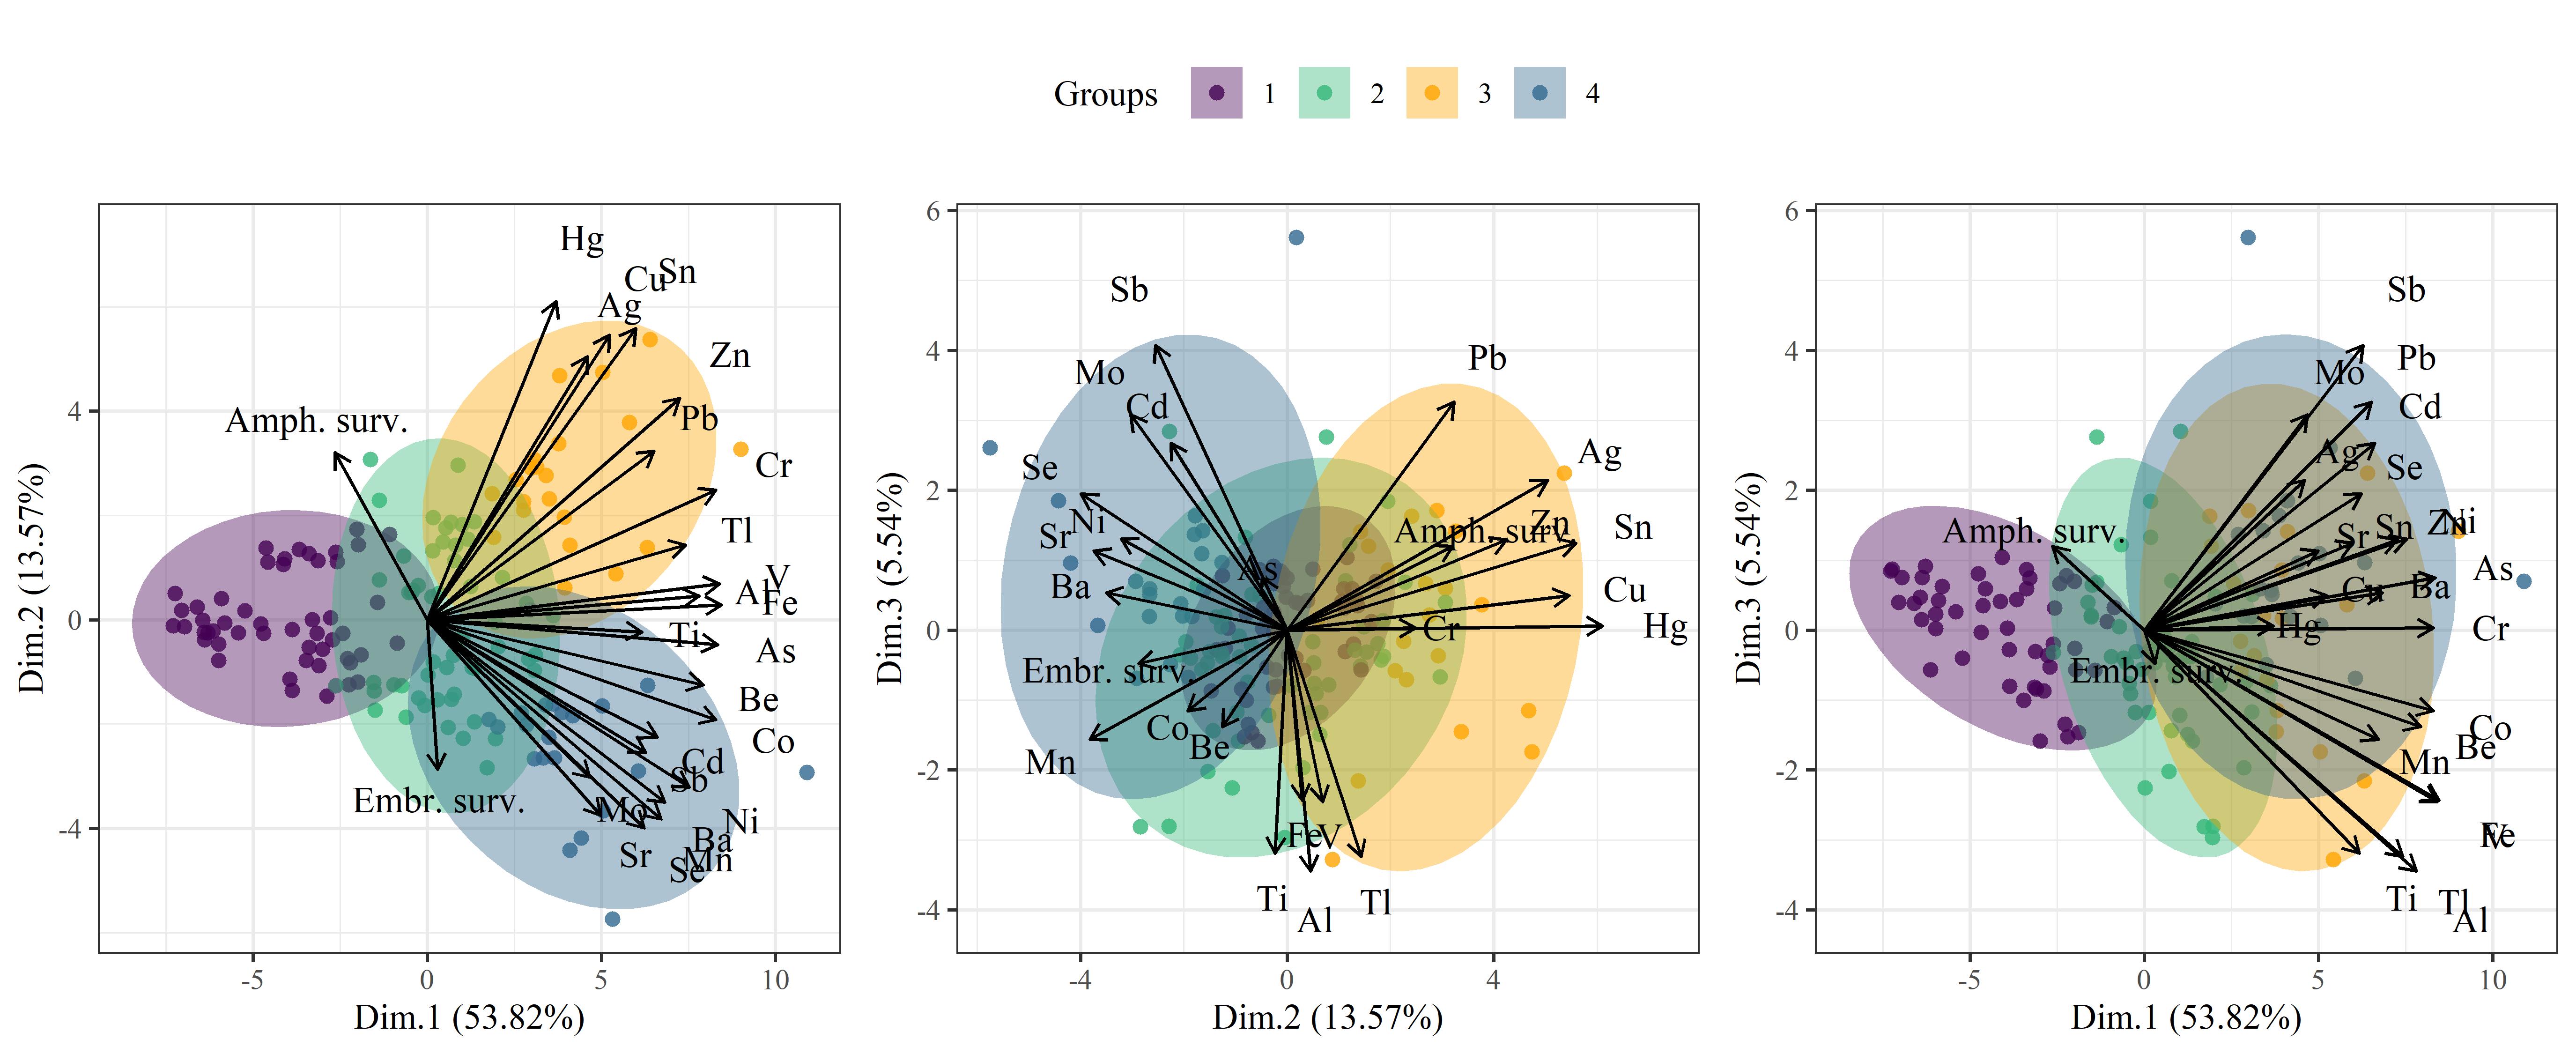 Groups 1 2 3 4
Hg
Cu
Sn
Ag
Zn
Amph. surv.
Pb
Cr
Tl
V
Al
Fe
Ti
As
Be
Co
Cd
Sb
Embr. surv.
Mo
Ni
Ba
Sr
Mn
Se
4
0
-4
-5
0
5
10
Dim.2 (13.57%)
Dim.1 (53.82%)
6
Sb
Pb
4
Mo
Cd
Ag
Se
2
Ni
Zn
Sn
Sr
Amph. surv.
As
Ba
Cu
0
Cr
Hg
Embr. surv.
Co
Be
Mn
-2
Fe
V
Ti
Tl
Al
-4
-4
0
4
Dim.3 (5.54%)
Dim.2 (13.57%)
6
Sb
Pb
4
Mo
Cd
Ag
Se
2
Amph. surv.
Sr
Sn
Zn
Ni
As
Cu
Ba
0
Hg
Cr
Embr. surv.
Co
Be
Mn
-2
Fe
V
Ti
Tl
Al
-4
-5
0
5
10
Dim.3 (5.54%)
Dim.1 (53.82%)